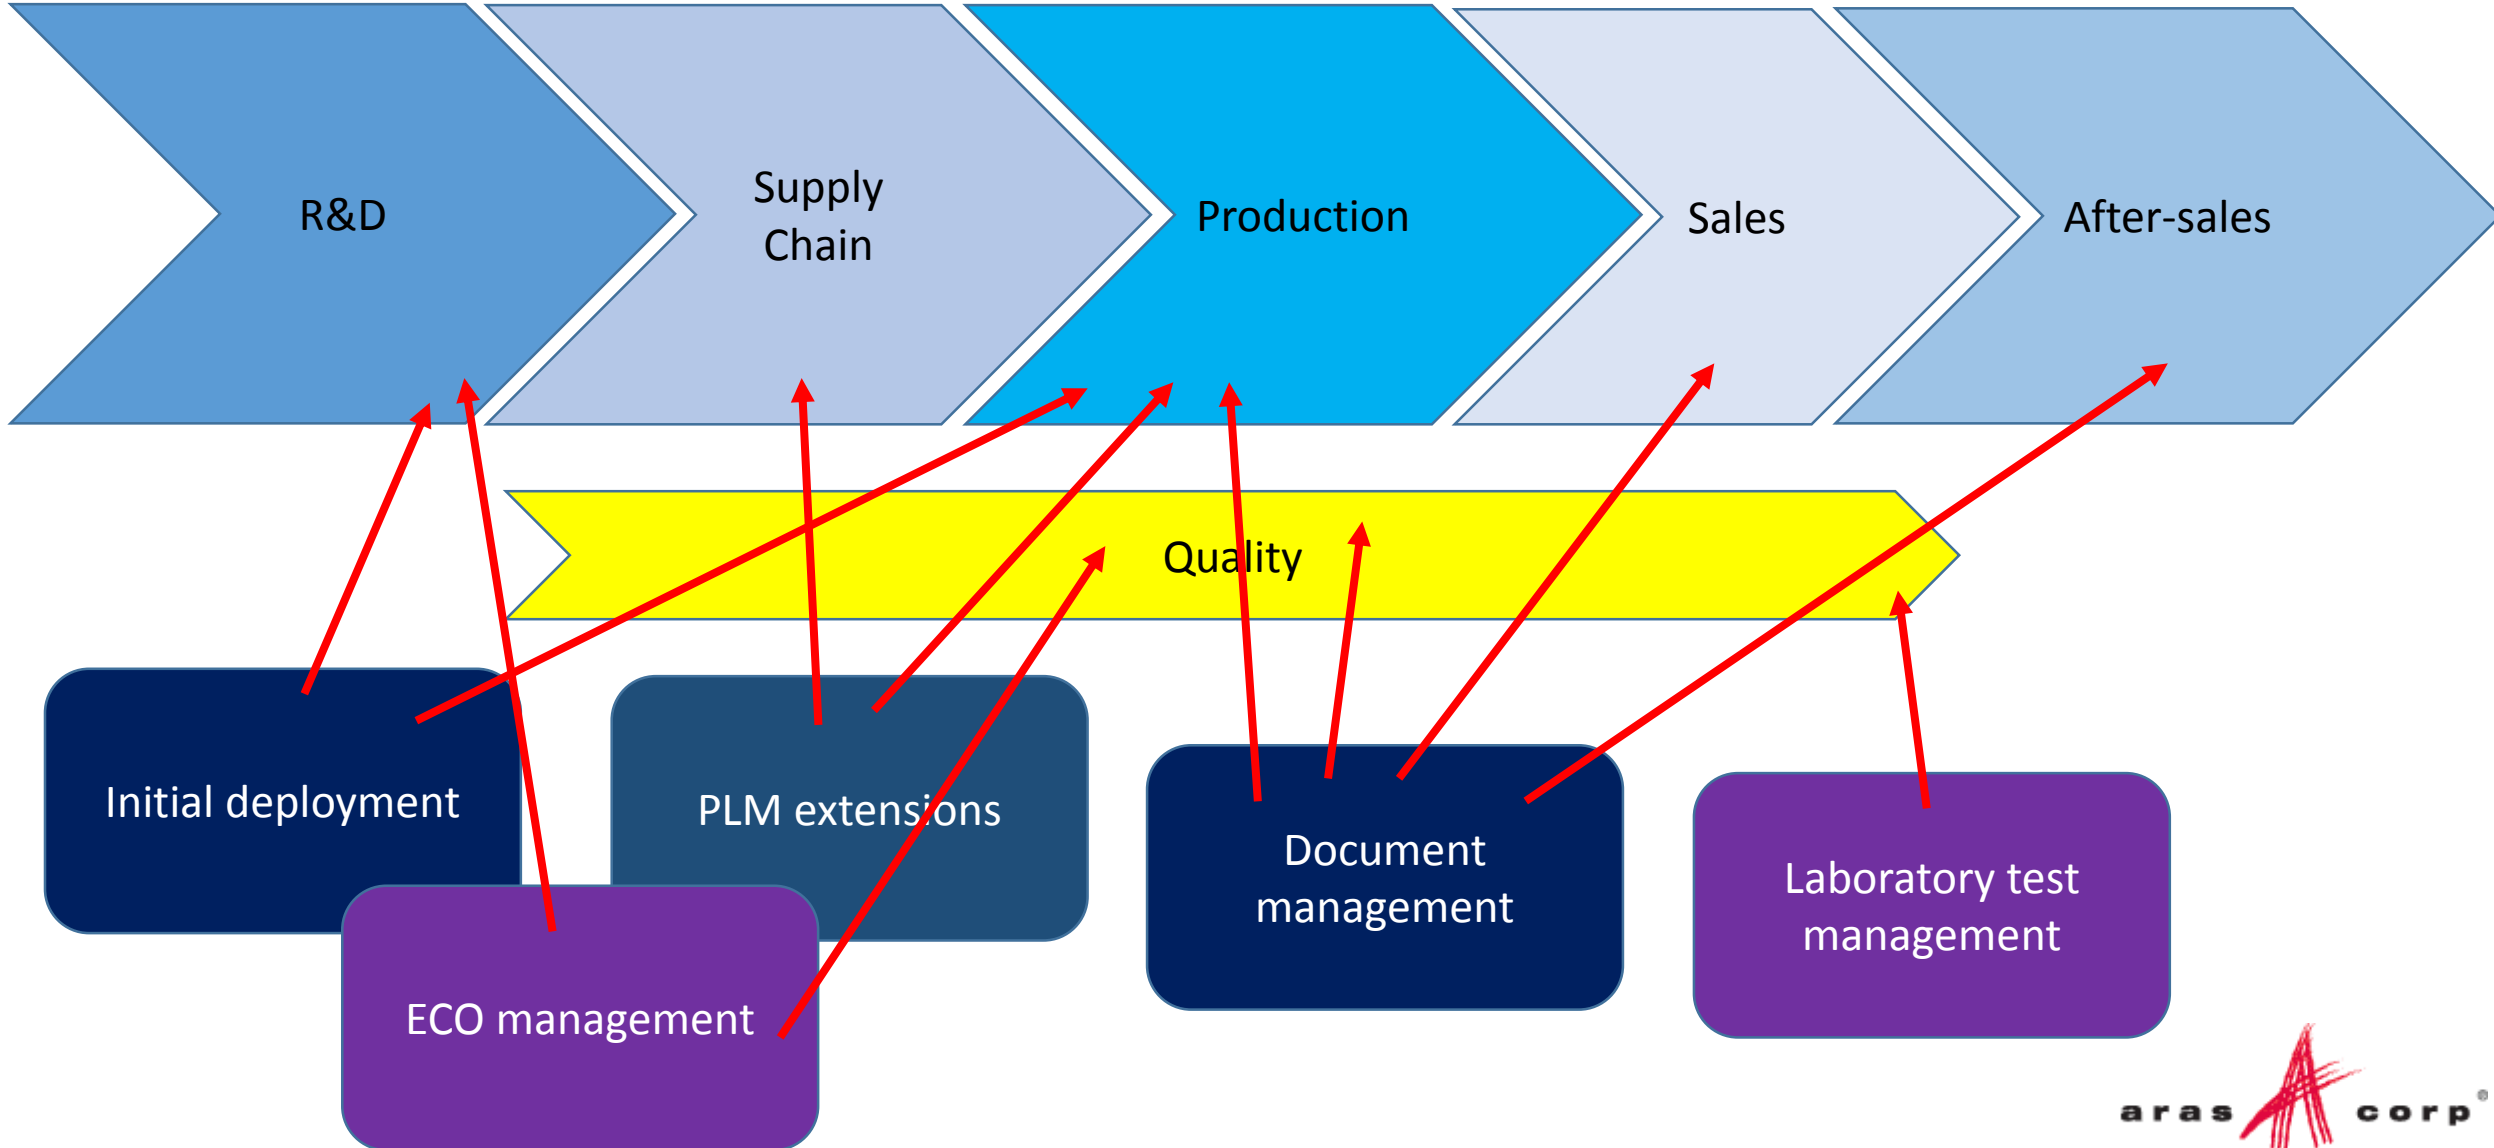 R&D
Supply
Chain
Production
Sales
After-sales
Quality
Initial deployment
PLM extensions
Document
management
Laboratory test
management
ECO management
aras corp®